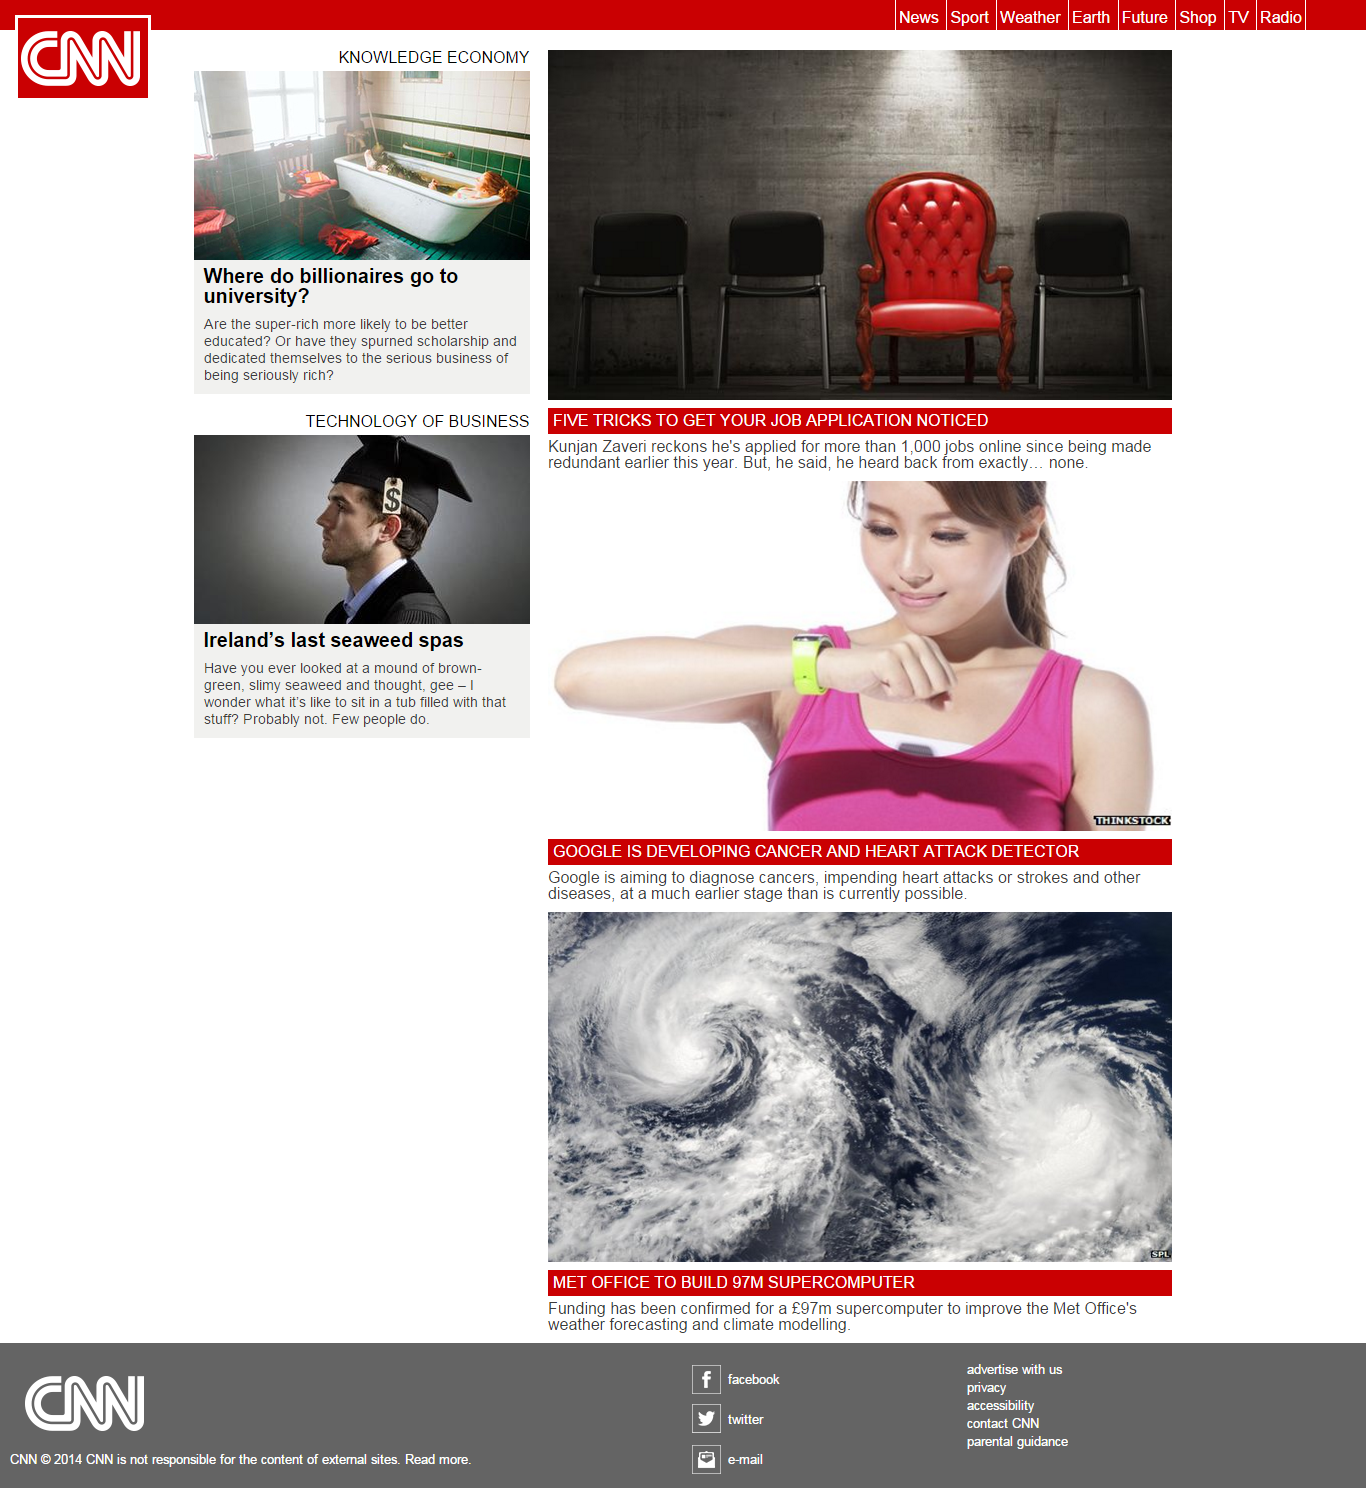 News Sport Weather Earth Future Shop TV Radio
CNN
KNOWLEDGE ECONOMY
Where do billionaires go to
university?
Are the super-rich more likely to be better
educated? Or have they spurned scholarship and
dedicated themselves to the serious business of
being seriously rich?
TECHNOLOGY OF BUSINESS
$
Ireland’s last seaweed spas
Have you ever looked at a mound of brown-
green, slimy seaweed and thought, gee – I
wonder what it’s like to sit in a tub filled with that
stuff? Probably not. Few people do.
FIVE TRICKS TO GET YOUR JOB APPLICATION NOTICED
Kunjan Zaveri reckons he's applied for more than 1,000 jobs online since being made
redundant earlier this year. But, he said, he heard back from exactly… none.
THINKSTOCK
GOOGLE IS DEVELOPING CANCER AND HEART ATTACK DETECTOR
Google is aiming to diagnose cancers, impending heart attacks or strokes and other
diseases, at a much earlier stage than is currently possible.
SPL
MET OFFICE TO BUILD 97M SUPERCOMPUTER
Funding has been confirmed for a £97m supercomputer to improve the Met Office's
weather forecasting and climate modelling.
CNN
CNN © 2014 CNN is not responsible for the content of external sites. Read more.
facebook
twitter
e-mail
advertise with us
privacy
accessibility
contact CNN
parental guidance